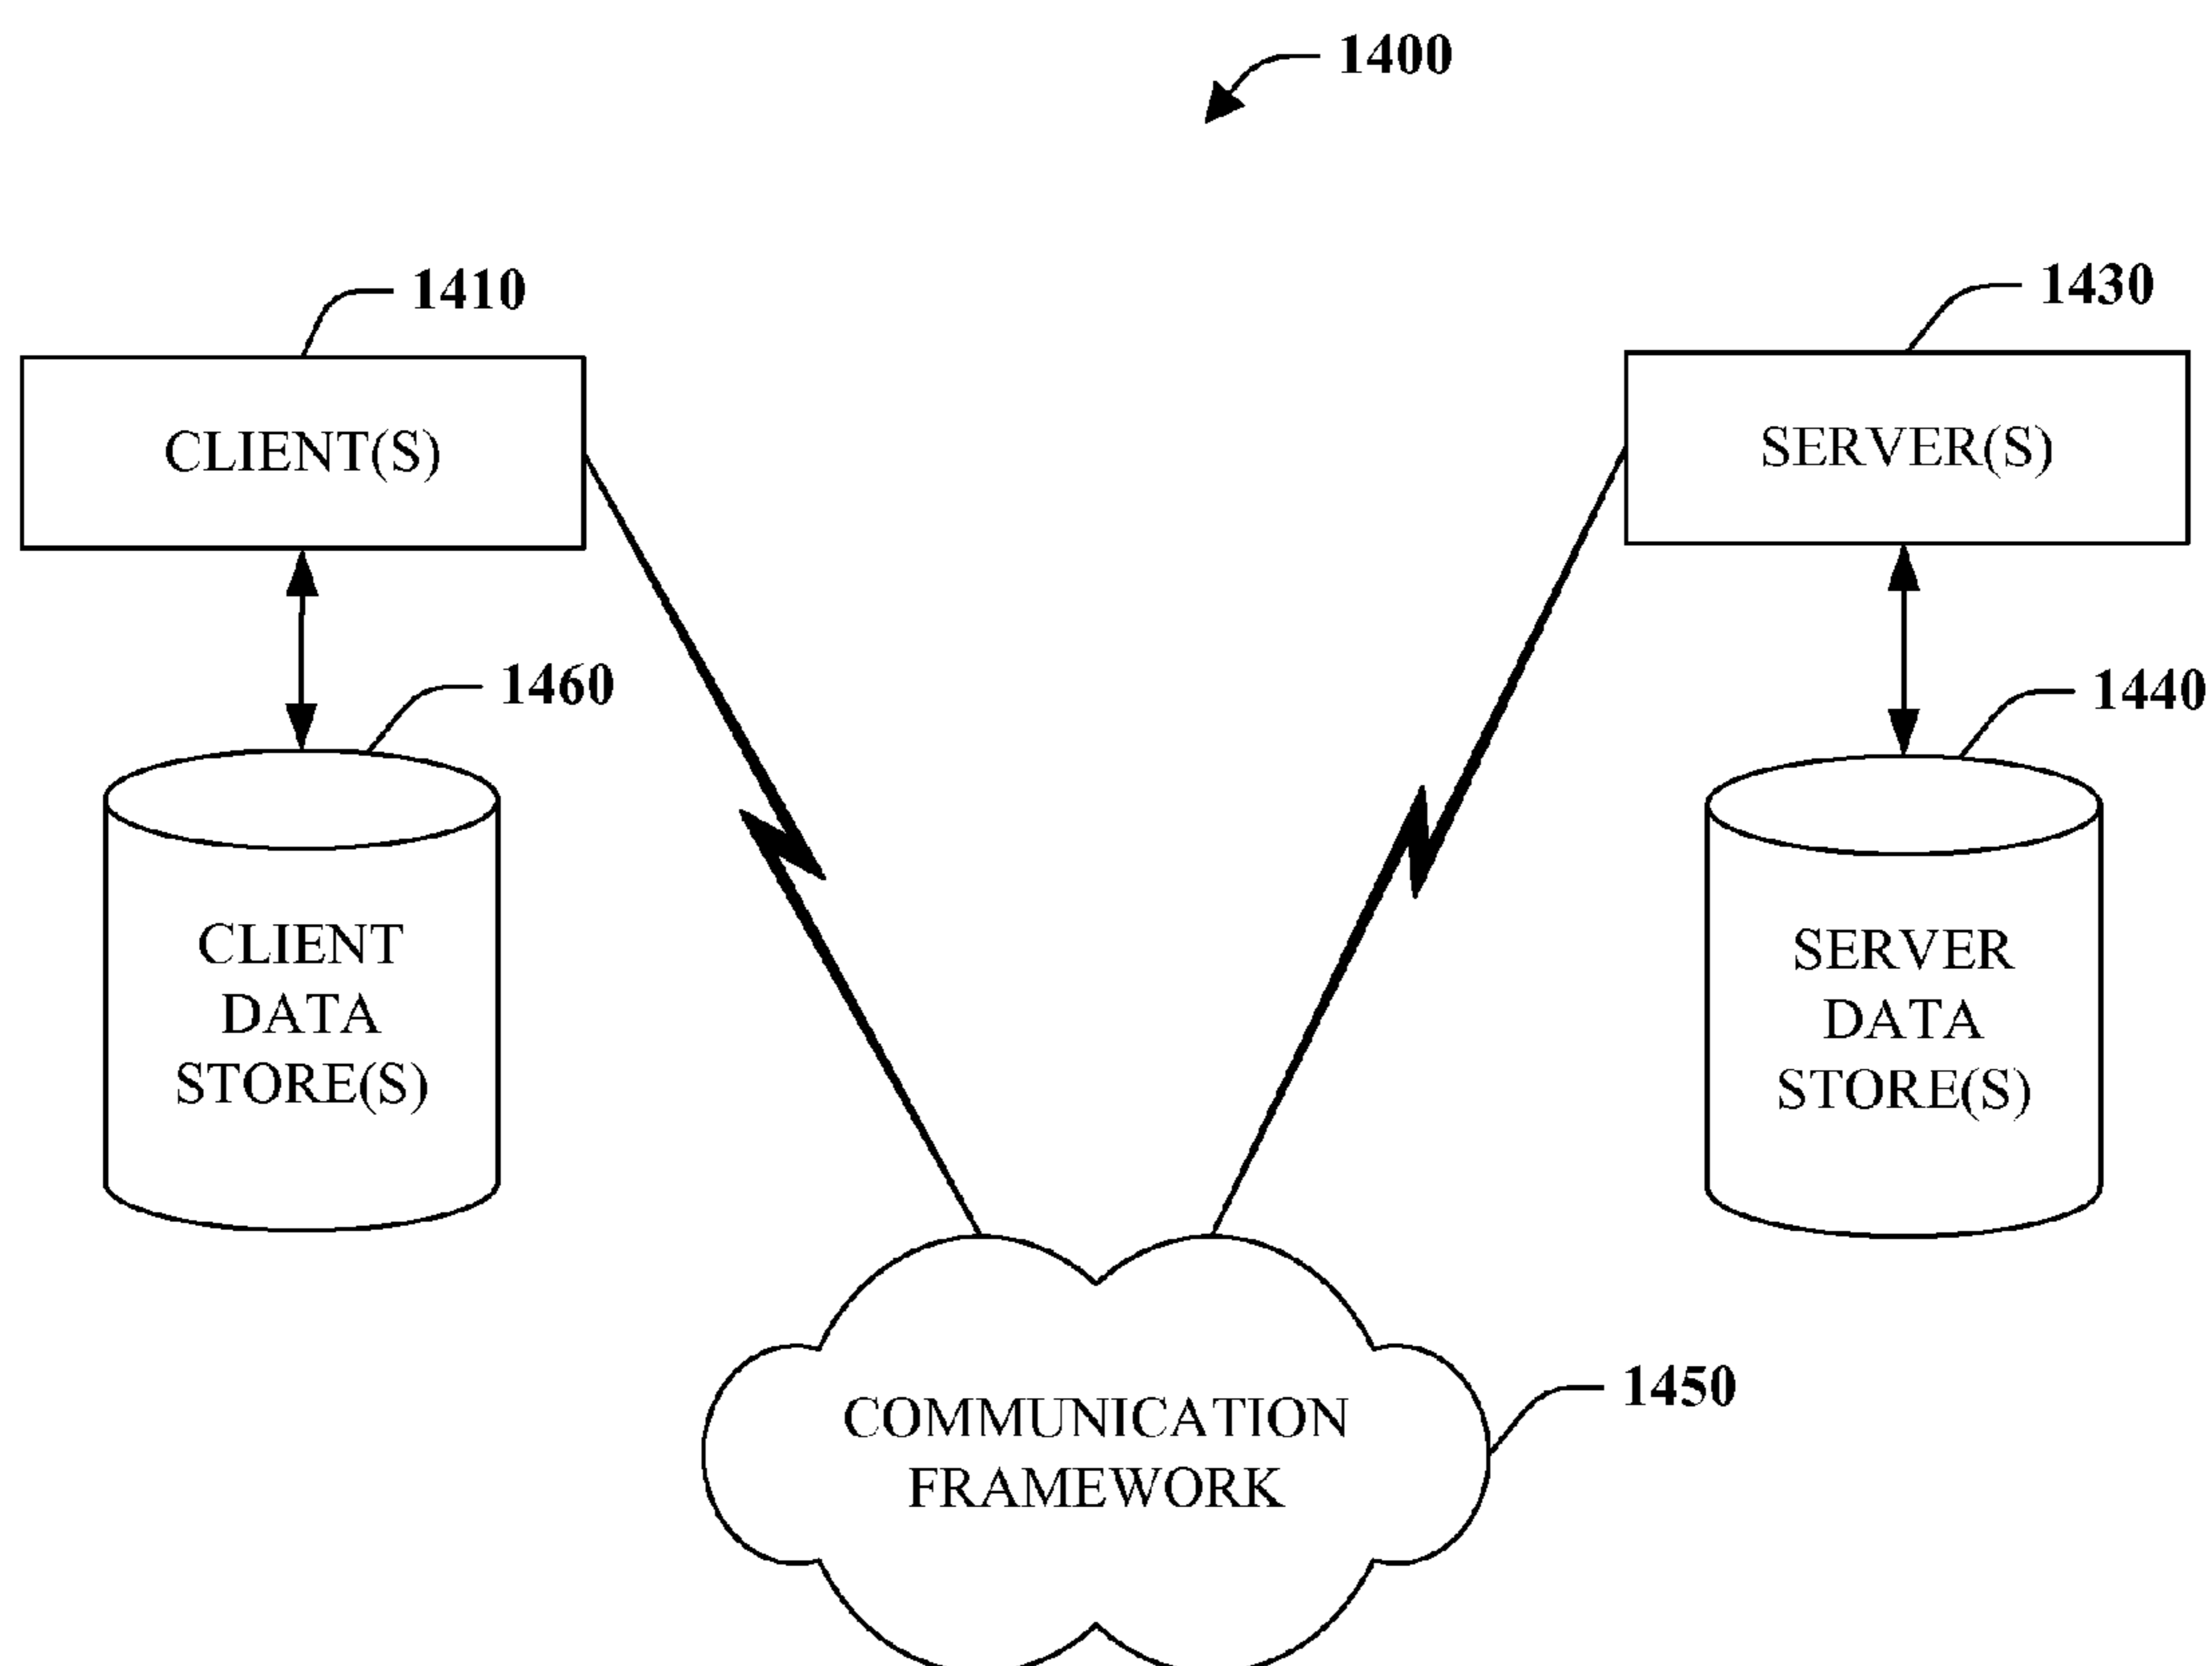 1400
1410
1430
CLIENT(S)
SERVER(S)
1460
1440
CLIENT
DATA
STORE(S)
SERVER
DATA
STORE(S)
1450
COMMUNICATION
FRAMEWORK